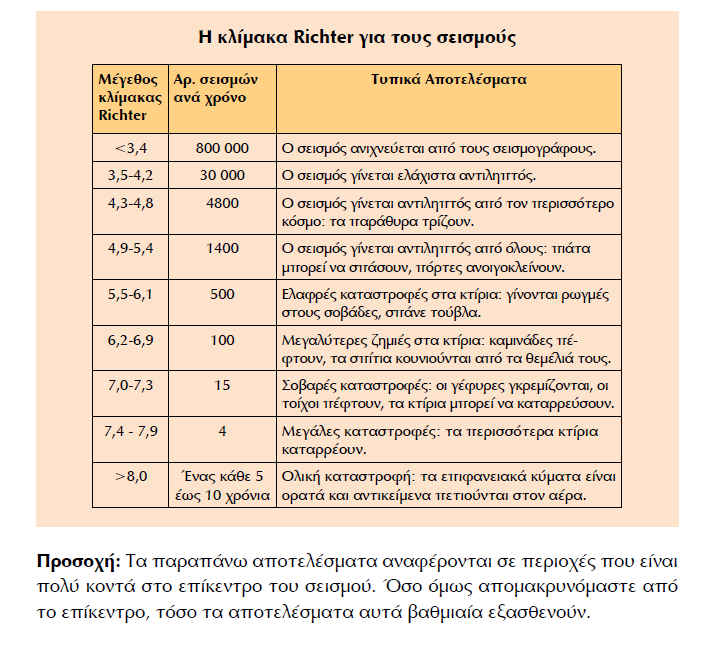 Η κλίμακα Richter για τους σεισμούς
Μέγεθος κλίμακας Richter
Αρ. σεισμών ανά χρόνο
Τυπικά Αποτελέσματα
<3,4
800 000
Ο σεισμός ανιχνεύεται από τους σεισμογράφους.
3,5-4,2
30 000
Ο σεισμός γίνεται ελάχιστα αντιληπτός.
4,3-4,8
4800
Ο σεισμός γίνεται αντιληπτός από τον περισσότερο
κόσμο: τα παράθυρα τρίζουν.
4,9-5,4
1400
Ο σεισμός γίνεται αντιληπτός από όλους: πιάτα
μπορεί να σπάσουν, πόρτες ανοιγοκλείνουν.
5,5-6,1
500
Ελαφρές καταστροφές στα κτίρια: γίνονται ρωγμές
στους σοβάδες, σπάνε τούβλα.
6,2-6,9
100
Μεγαλύτερες ζημιές στα κτίρια: καμινάδες πέ-
φτουν, τα σπίτια κουνιούνται από τα θεμέλιά τους.
7,0-7,3
15
Σοβαρές καταστροφές: οι γέφυρες γκρεμίζονται, οι
τοίχοι πέφτουν, τα κτίρια μπορεί να καταρρεύσουν.
7,4 - 7,9
4
Μεγάλες καταστροφές: τα περισσότερα κτίρια
καταρρέουν.
>8,0
Ένας κάθε 5
έως 10 χρόνια
Ολική καταστροφή: τα επιφανειακά κύματα είναι
ορατά και αντικείμενα πετιούνται στον αέρα.
Προσοχή: Τα παραπάνω αποτελέσματα αναφέρονται σε περιοχές που είναι
πολύ κοντά στο επίκεντρο του σεισμού. Όσο όμως απομακρυνόμαστε από
το επίκεντρο, τόσο τα αποτελέσματα αυτά βαθμιαία εξασθενούν.